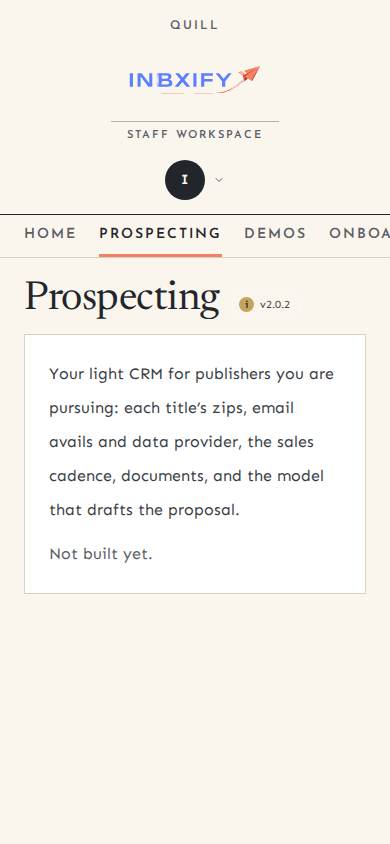 QUILL
INBXIFY
STAFF WORKSPACE
I
HOME PROSPECTING DEMOS ONBOA
Prospecting i v2.0.2
Your light CRM for publishers you are
pursuing: each title’s zips, email
avails and data provider, the sales
cadence, documents, and the model
that drafts the proposal.
Not built yet.